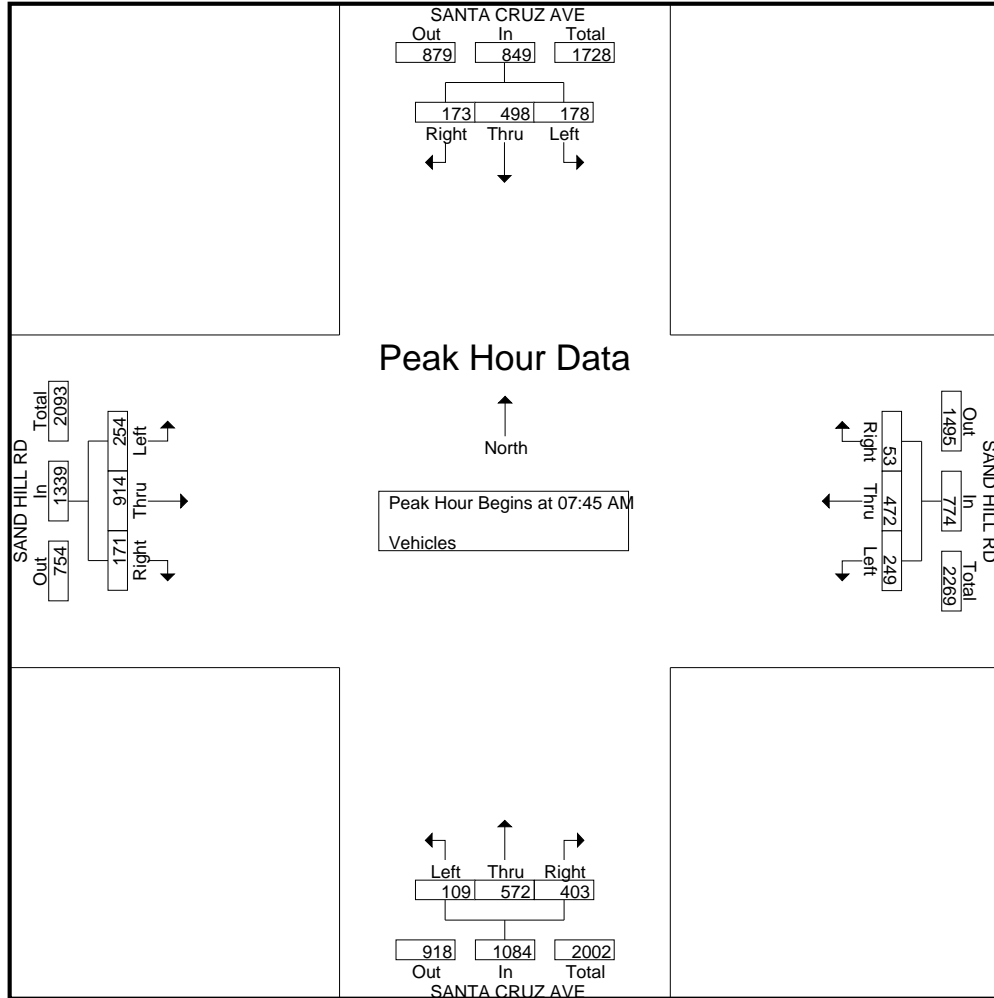 SANTA CRUZ AVE
Out In Total
879 849 1728
173 498 178
Right Thru Left
Peak Hour Data
North
Peak Hour Begins at 07:45 AM
Vehicles
SAND HILL RD
Out In Total
754 1339 2093
171 914 254
Right Thru Left
SAND HILL RD
Out In Total
1495 774 2269
53 472 249
Right Thru Left
Left Thru Right
109 572 403
918 1084 2002
Out In Total
SANTA CRUZ AVE